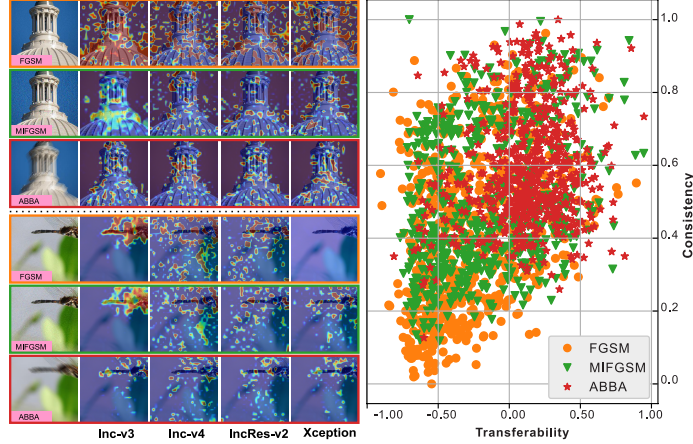 FGSM
MIFGSM
ABBA
FGSM
MIFGSM
ABBA
Inc-v3 Inc-v4 IncRes-v2 Xception
1.0
0.8
0.6
0.4
0.2
0.0
Consistency
-1.00 -0.50 0.00 0.50 1.00
Transferability
FGSM
MIFGSM
ABBA